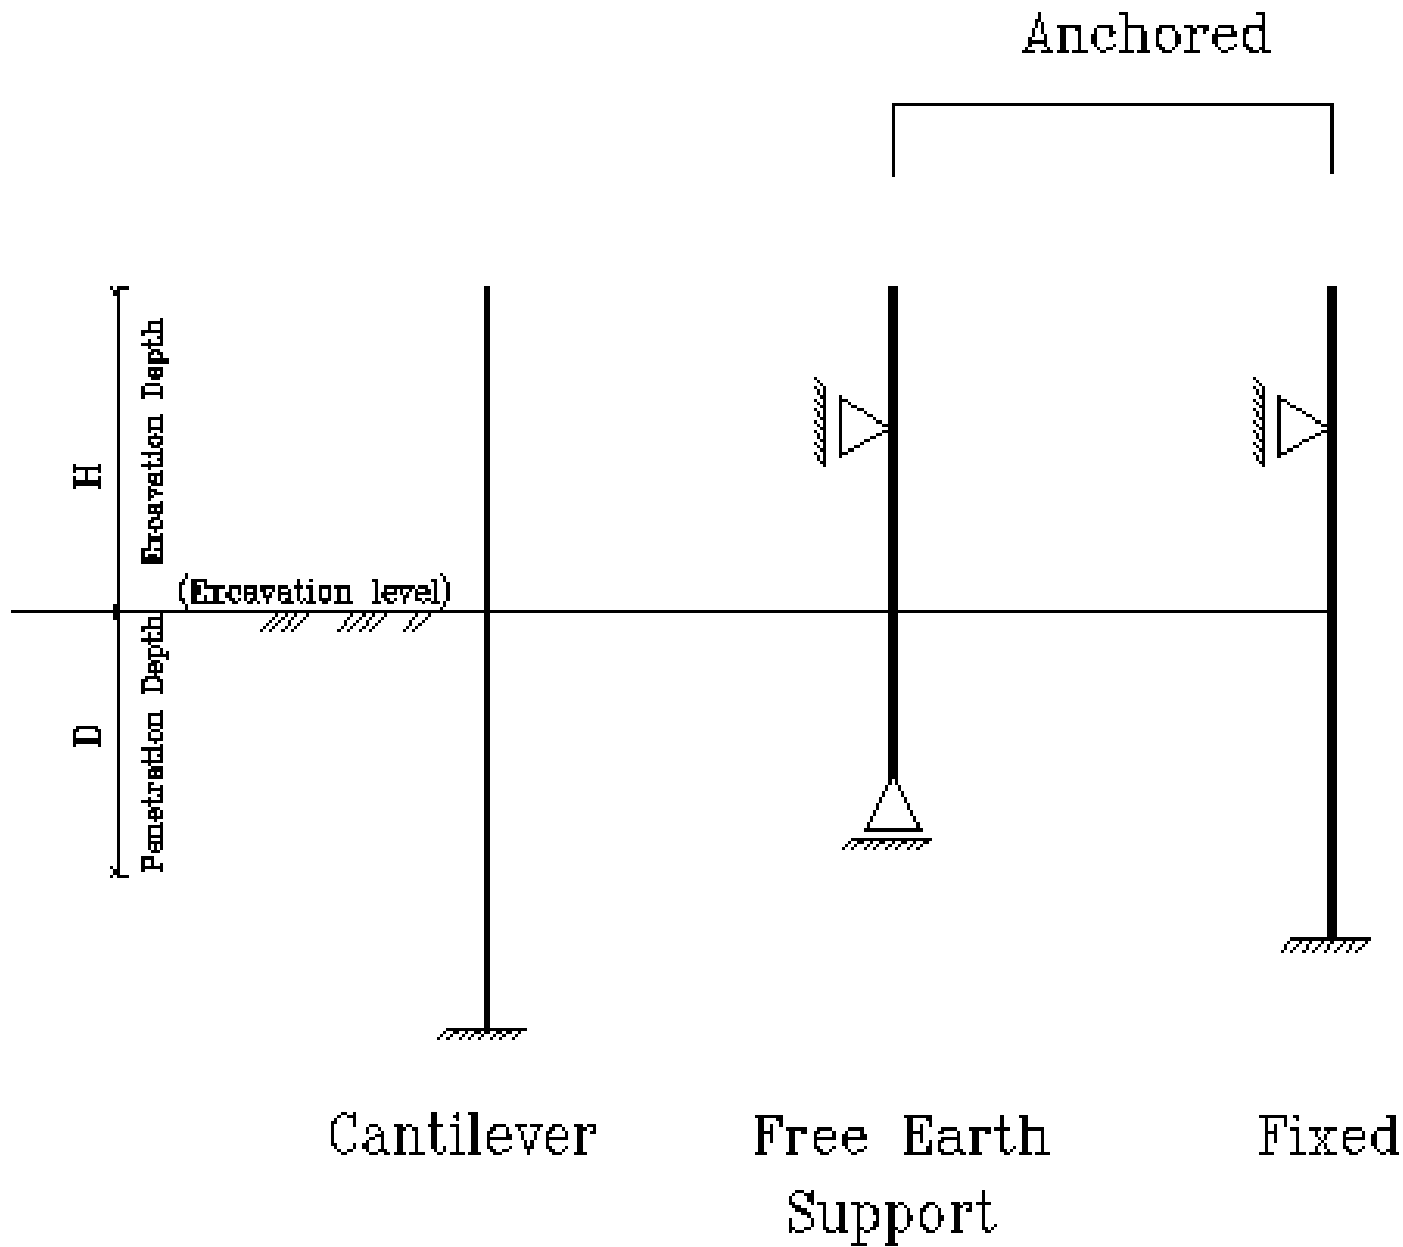 Anchored
H
Excavation Depth
(Excavation level)
D
Penetration Depth
Cantilever
Free Earth
Support
Fixed